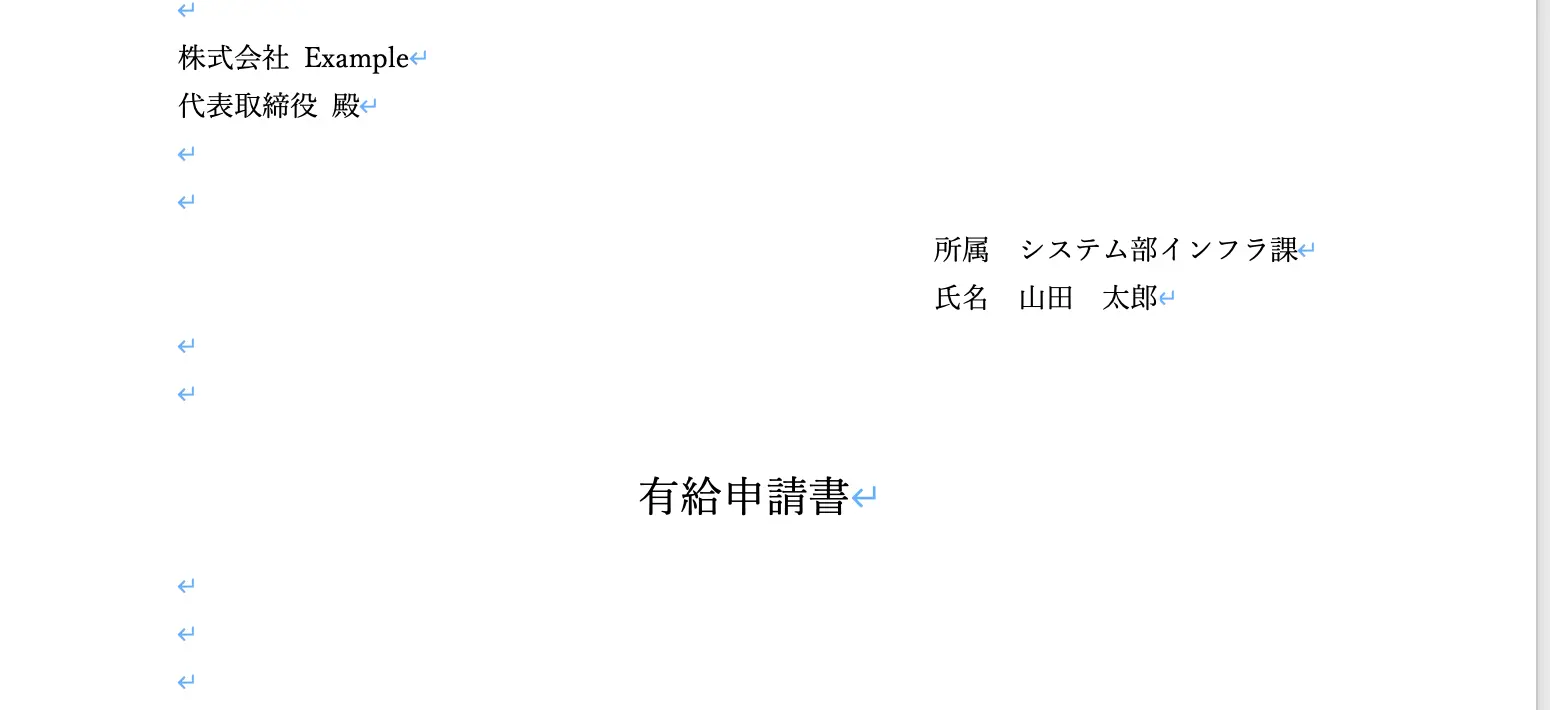 株式会社 Example
代表取締役 殿
所属　システム部インフラ課
氏名　山田　太郎
有給申請書